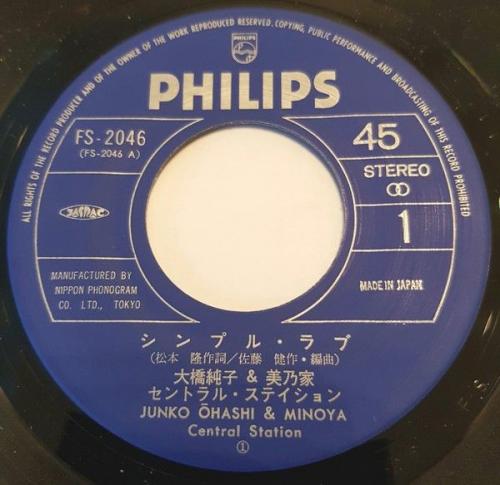 ALL RIGHTS OF THE RECORD PRODUCER AND OF THE OWNER OF THE WORK REPRODUCED RESERVED. COPYING, PUBLIC PERFORMANCE AND BROADCASTING OF THIS RECORD PROHIBITED
PHILIPS
PHILIPS
FS-2046
(FS-2046 A)
45
STEREO
JASRAC
1
MANUFACTURED BY
NIPPON PHONOGRAM
CO. LTD., TOKYO
MADE IN JAPAN
シンプル・ラブ
(松本 隆作詞/佐藤 健作・編曲)
大橋純子 & 美乃家
セントラル・ステイション
JUNKO ŌHASHI & MINOYA
Central Station
①